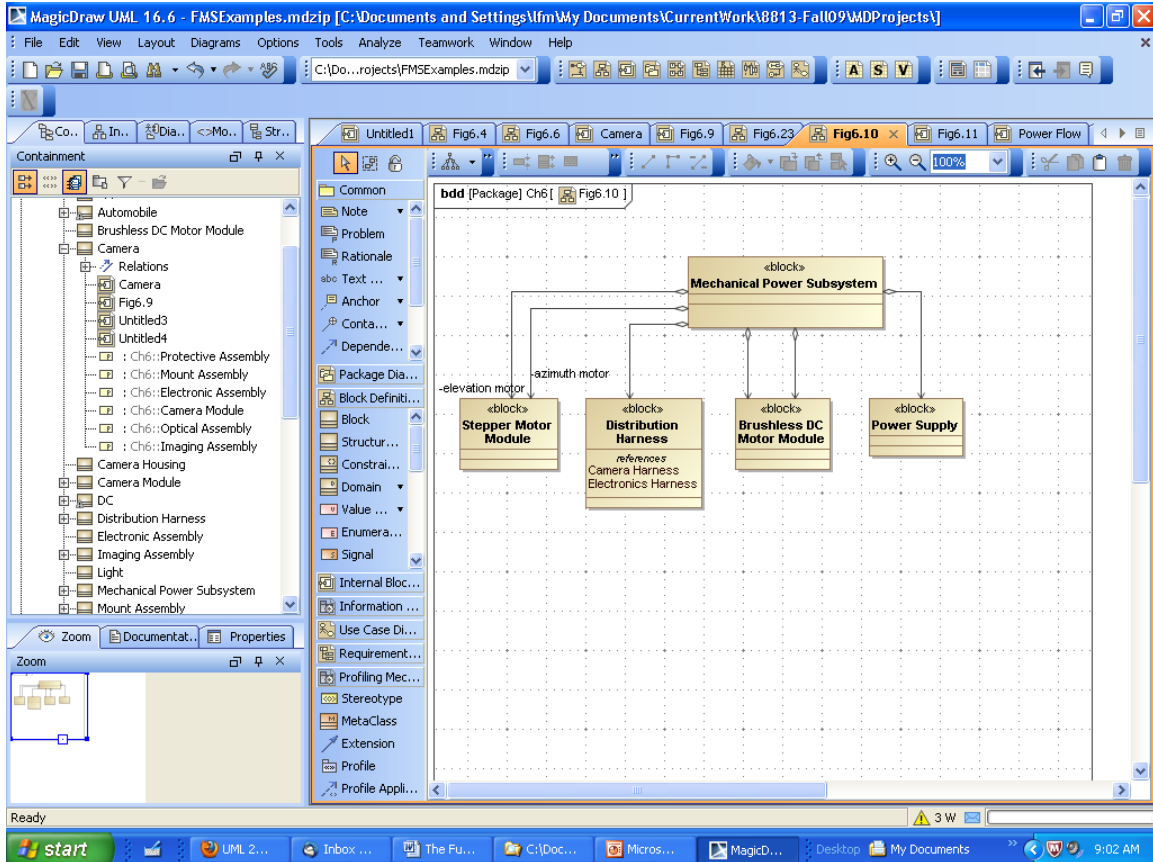 MagicDraw UML 16.6 - FMSExamples.mdzip [C:\Documents and Settings\lfm\My Documents\CurrentWork\8813-Fall09\MDProjects\]
File Edit View Layout Diagrams Options Tools Analyze Teamwork Window Help
C:\Do...rojects\FMSExamples.mdzip
A S V
Co.. In.. Dia.. <>Mo.. Str..
Untitled1 Fig6.4 Fig6.6 Camera Fig6.9 Fig6.23 Fig6.10 Fig6.11 Power Flow
Containment
100%
Automobile
Brushless DC Motor Module
Camera
Relations
Camera
Fig6.9
Untitled3
Untitled4
: Ch6::Protective Assembly
: Ch6::Mount Assembly
: Ch6::Electronic Assembly
: Ch6::Camera Module
: Ch6::Optical Assembly
: Ch6::Imaging Assembly
Camera Housing
Camera Module
DC
Distribution Harness
Electronic Assembly
Imaging Assembly
Light
Mechanical Power Subsystem
Mount Assembly
Zoom Documentat.. Properties
Zoom
Common
Note
Problem
Rationale
abc Text ...
Anchor
Conta...
Depende...
Package Dia...
Block Definiti...
Block
Structur...
Constrai...
Domain
Value ...
Enumera...
Signal
Internal Bloc...
Information ...
Use Case Di...
Requirement...
Profiling Mec...
Stereotype
MetaClass
Extension
Profile
Profile Appli...
bdd [Package] Ch6 [ Fig6.10 ]
«block»
Mechanical Power Subsystem
-azimuth motor
-elevation motor
«block»
Stepper Motor
Module
«block»
Distribution
Harness
references
Camera Harness
Electronics Harness
«block»
Brushless DC
Motor Module
«block»
Power Supply
Ready
3 W
start UML 2... Inbox ... The Fu... C:\Doc... Micros... MagicD... Desktop My Documents 9:02 AM